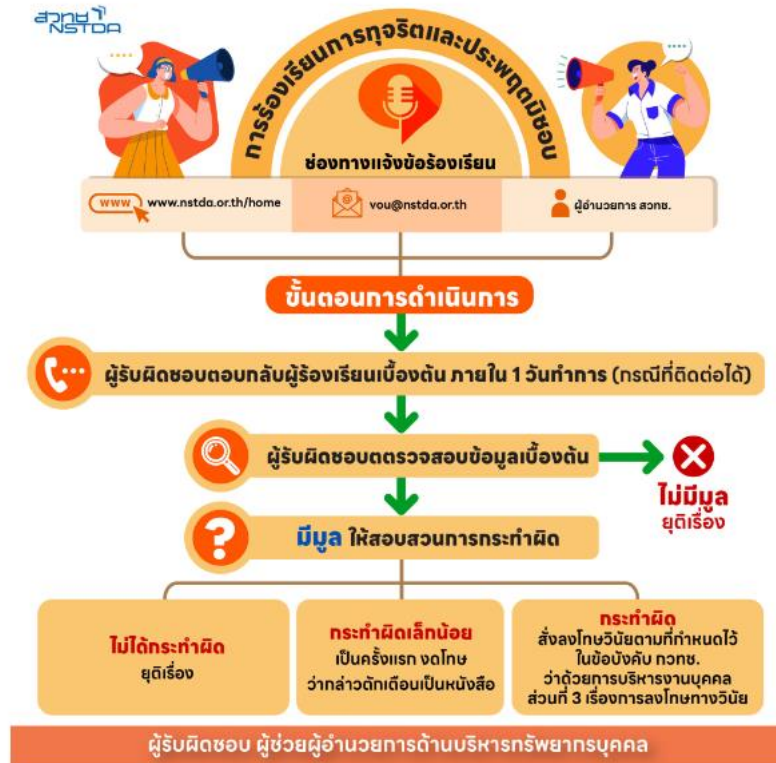 สวทช
NSTDA
การร้องเรียนการทุจริตและประพฤติมิชอบ
ช่องทางแจ้งข้อร้องเรียน
www www.nstda.or.th/home
vou@nstda.or.th
ผู้อำนวยการ สวทช.
ขั้นตอนการดำเนินการ
ผู้รับผิดชอบตอบกลับผู้ร้องเรียนเบื้องต้น ภายใน 1 วันทำการ (กรณีที่ติดต่อได้)
ผู้รับผิดชอบตตรวจสอบข้อมูลเบื้องต้น
ไม่มีมูล
ยุติเรื่อง
มีมูล ให้สอบสวนการกระทำผิด
ไม่ได้กระทำผิด
ยุติเรื่อง
กระทำผิดเล็กน้อย
เป็นครั้งแรก งดโทษ
ว่ากล่าวตักเตือนเป็นหนังสือ
กระทำผิด
สั่งลงโทษวินัยตามที่กำหนดไว้
ในข้อบังคับ กวทช.
ว่าด้วยการบริหารงานบุคคล
ส่วนที่ 3 เรื่องการลงโทษทางวินัย
ผู้รับผิดชอบ ผู้ช่วยผู้อำนวยการด้านบริหารทรัพยากรบุคคล